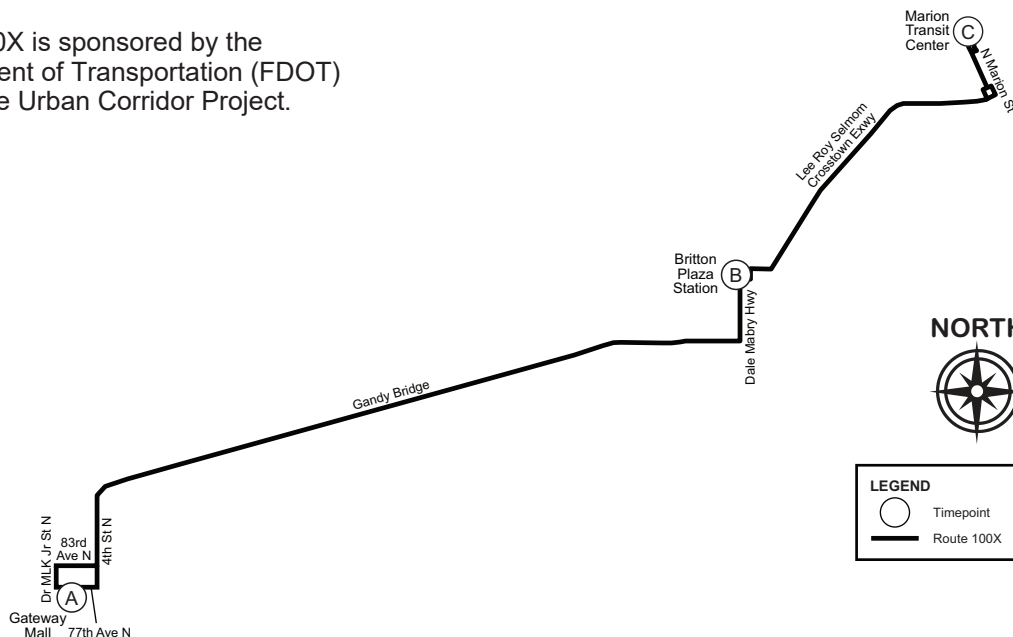 0X is sponsored by the
ent of Transportation (FDOT)
e Urban Corridor Project.
Marion
Transit
Center
C
N Marion St
Lee Roy Selmom
Crosstown Exwy
Britton
Plaza
Station
B
Dale Mabry Hwy
NORTH
Gandy Bridge
LEGEND
Timepoint
Route 100X
Dr MLK Jr St N
83rd
Ave N
4th St N
A
Gateway
Mall
77th Ave N